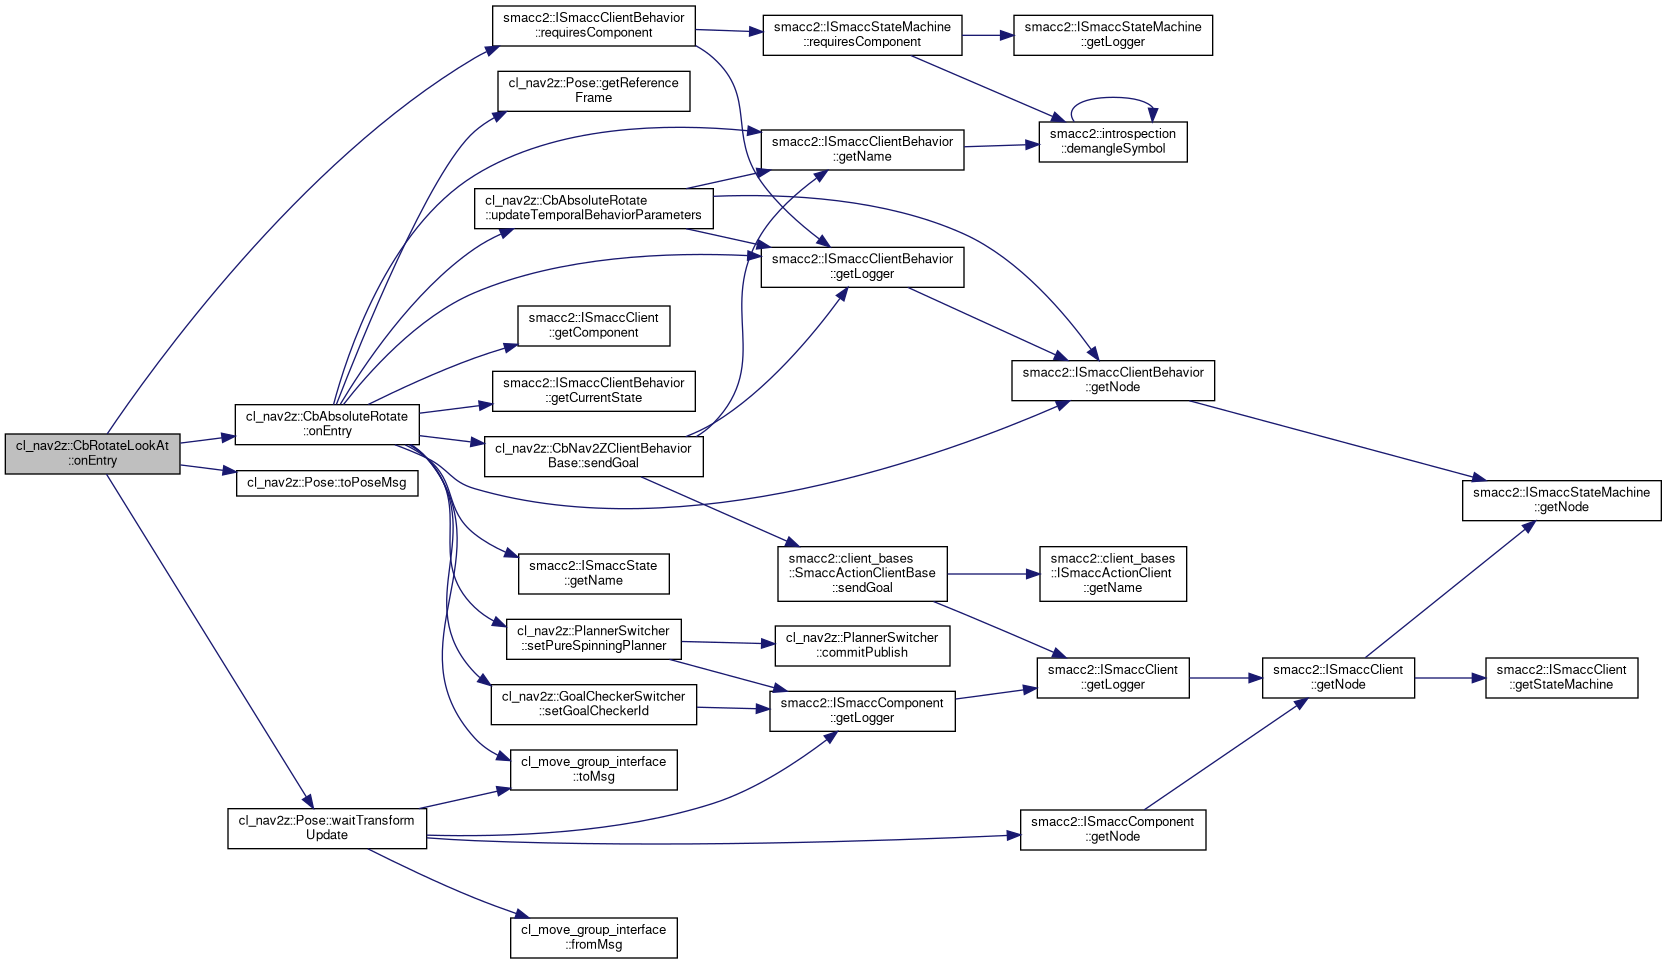 cl_nav2z::CbRotateLookAt
::onEntry
smacc2::ISmaccClientBehavior
::requiresComponent
smacc2::ISmaccStateMachine
::requiresComponent
smacc2::ISmaccStateMachine
::getLogger
cl_nav2z::Pose::getReference
Frame
smacc2::introspection
::demangleSymbol
smacc2::ISmaccClientBehavior
::getName
cl_nav2z::CbAbsoluteRotate
::updateTemporalBehaviorParameters
smacc2::ISmaccClientBehavior
::getLogger
smacc2::ISmaccClient
::getComponent
smacc2::ISmaccClientBehavior
::getNode
smacc2::ISmaccClientBehavior
::getCurrentState
cl_nav2z::CbAbsoluteRotate
::onEntry
cl_nav2z::CbNav2ZClientBehavior
Base::sendGoal
cl_nav2z::Pose::toPoseMsg
smacc2::ISmaccStateMachine
::getNode
smacc2::ISmaccState
::getName
smacc2::client_bases
::SmaccActionClientBase
::sendGoal
smacc2::client_bases
::ISmaccActionClient
::getName
cl_nav2z::PlannerSwitcher
::setPureSpinningPlanner
cl_nav2z::PlannerSwitcher
::commitPublish
smacc2::ISmaccClient
::getLogger
smacc2::ISmaccClient
::getNode
smacc2::ISmaccClient
::getStateMachine
cl_nav2z::GoalCheckerSwitcher
::setGoalCheckerId
smacc2::ISmaccComponent
::getLogger
cl_move_group_interface
::toMsg
cl_nav2z::Pose::waitTransform
Update
smacc2::ISmaccComponent
::getNode
cl_move_group_interface
::fromMsg